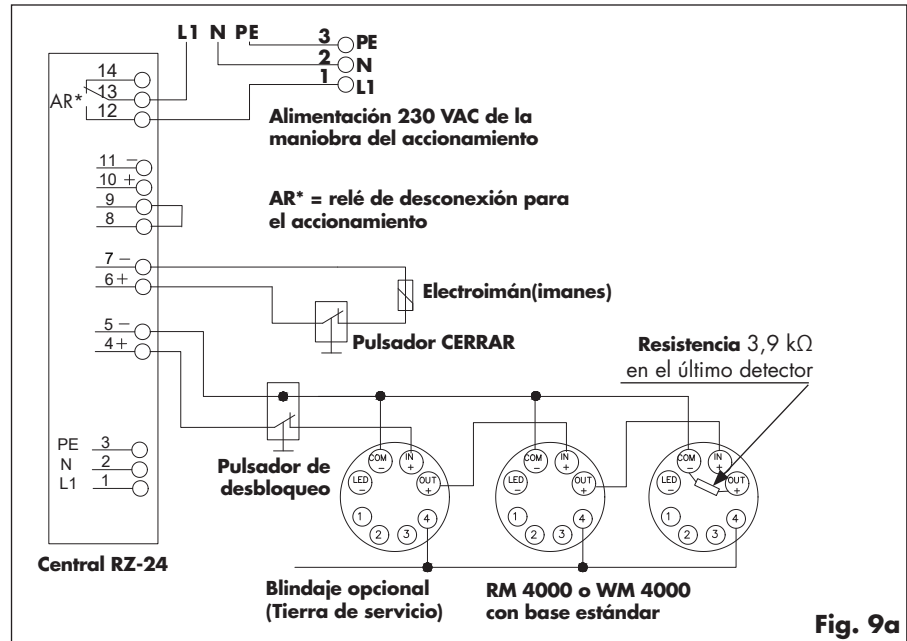 L1 N PE
3 PE
2 N
1 L1
14
AR* 13
12
Alimentación 230 VAC de la
maniobra del accionamiento
11 -
10 +
9
8
AR* = relé de desconexión para
el accionamiento
7 -
6+
Electroimán(imanes)
Pulsador CERRAR
5 -
4+
Resistencia 3,9 kΩ
en el último detector
PE 3
N 2
L1 1
Pulsador de
desbloqueo
COM - IN + LED - OUT + 1 2 3 4
COM - IN + LED - OUT + 1 2 3 4
COM - IN + LED - OUT + 1 2 3 4
Central RZ-24
Blindaje opcional
(Tierra de servicio)
RM 4000 o WM 4000
con base estándar
Fig. 9a